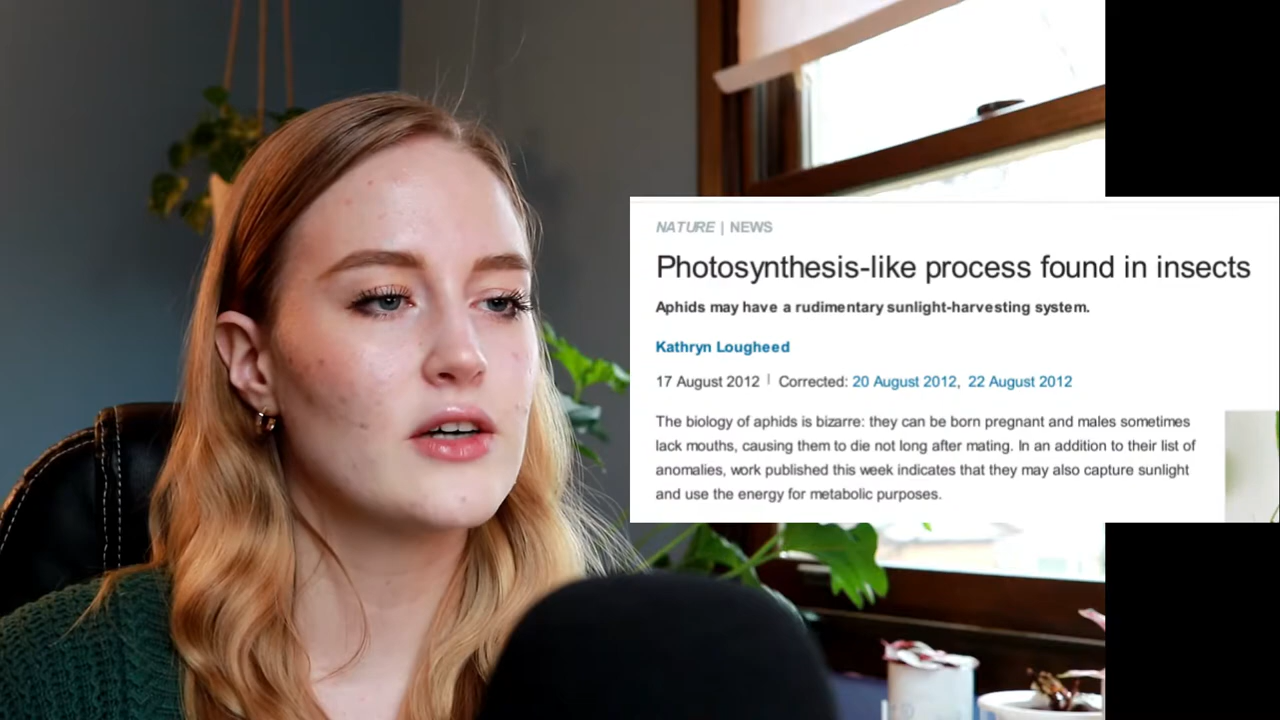 NATURE | NEWS
Photosynthesis-like process found in insects
Aphids may have a rudimentary sunlight-harvesting system.
Kathryn Lougheed
17 August 2012 | Corrected: 20 August 2012, 22 August 2012
The biology of aphids is bizarre: they can be born pregnant and males sometimes
lack mouths, causing them to die not long after mating. In an addition to their list of
anomalies, work published this week indicates that they may also capture sunlight
and use the energy for metabolic purposes.